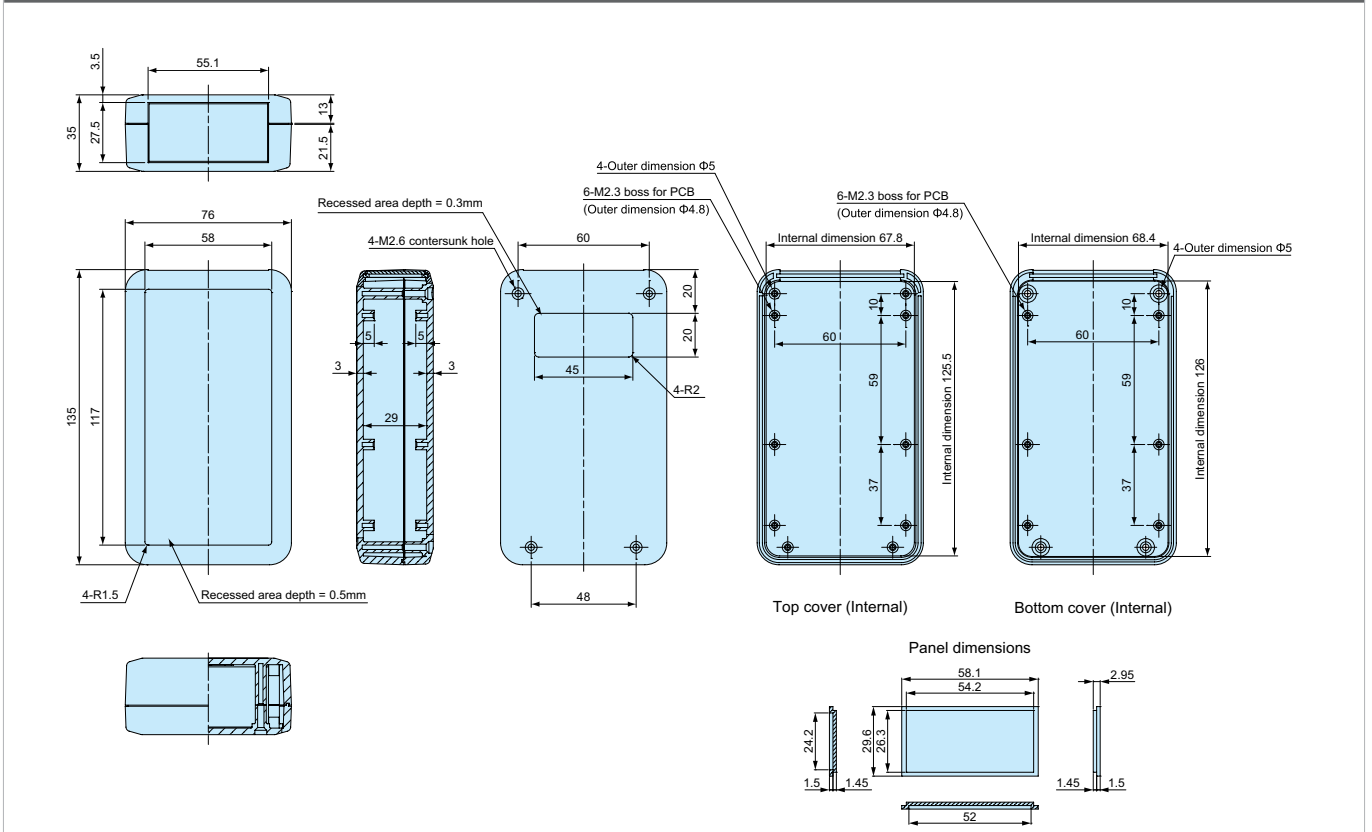 55.1
3.5
35
27.5
13
21.5
76
58
135
117
4-R1.5
Recessed area depth = 0.5mm
5
5
3
3
29
Recessed area depth = 0.3mm
4-M2.6 contersunk hole
60
20
20
45
4-R2
48
4-Outer dimension Φ5
6-M2.3 boss for PCB
(Outer dimension Φ4.8)
Internal dimension 67.8
10
60
59
37
Internal dimension 125.5
Top cover (Internal)
6-M2.3 boss for PCB
(Outer dimension Φ4.8)
Internal dimension 68.4
4-Outer dimension Φ5
10
60
59
37
Internal dimension 126
Bottom cover (Internal)
Panel dimensions
58.1
54.2
2.95
24.2
29.6
26.3
1.5
1.45
1.45
1.5
52